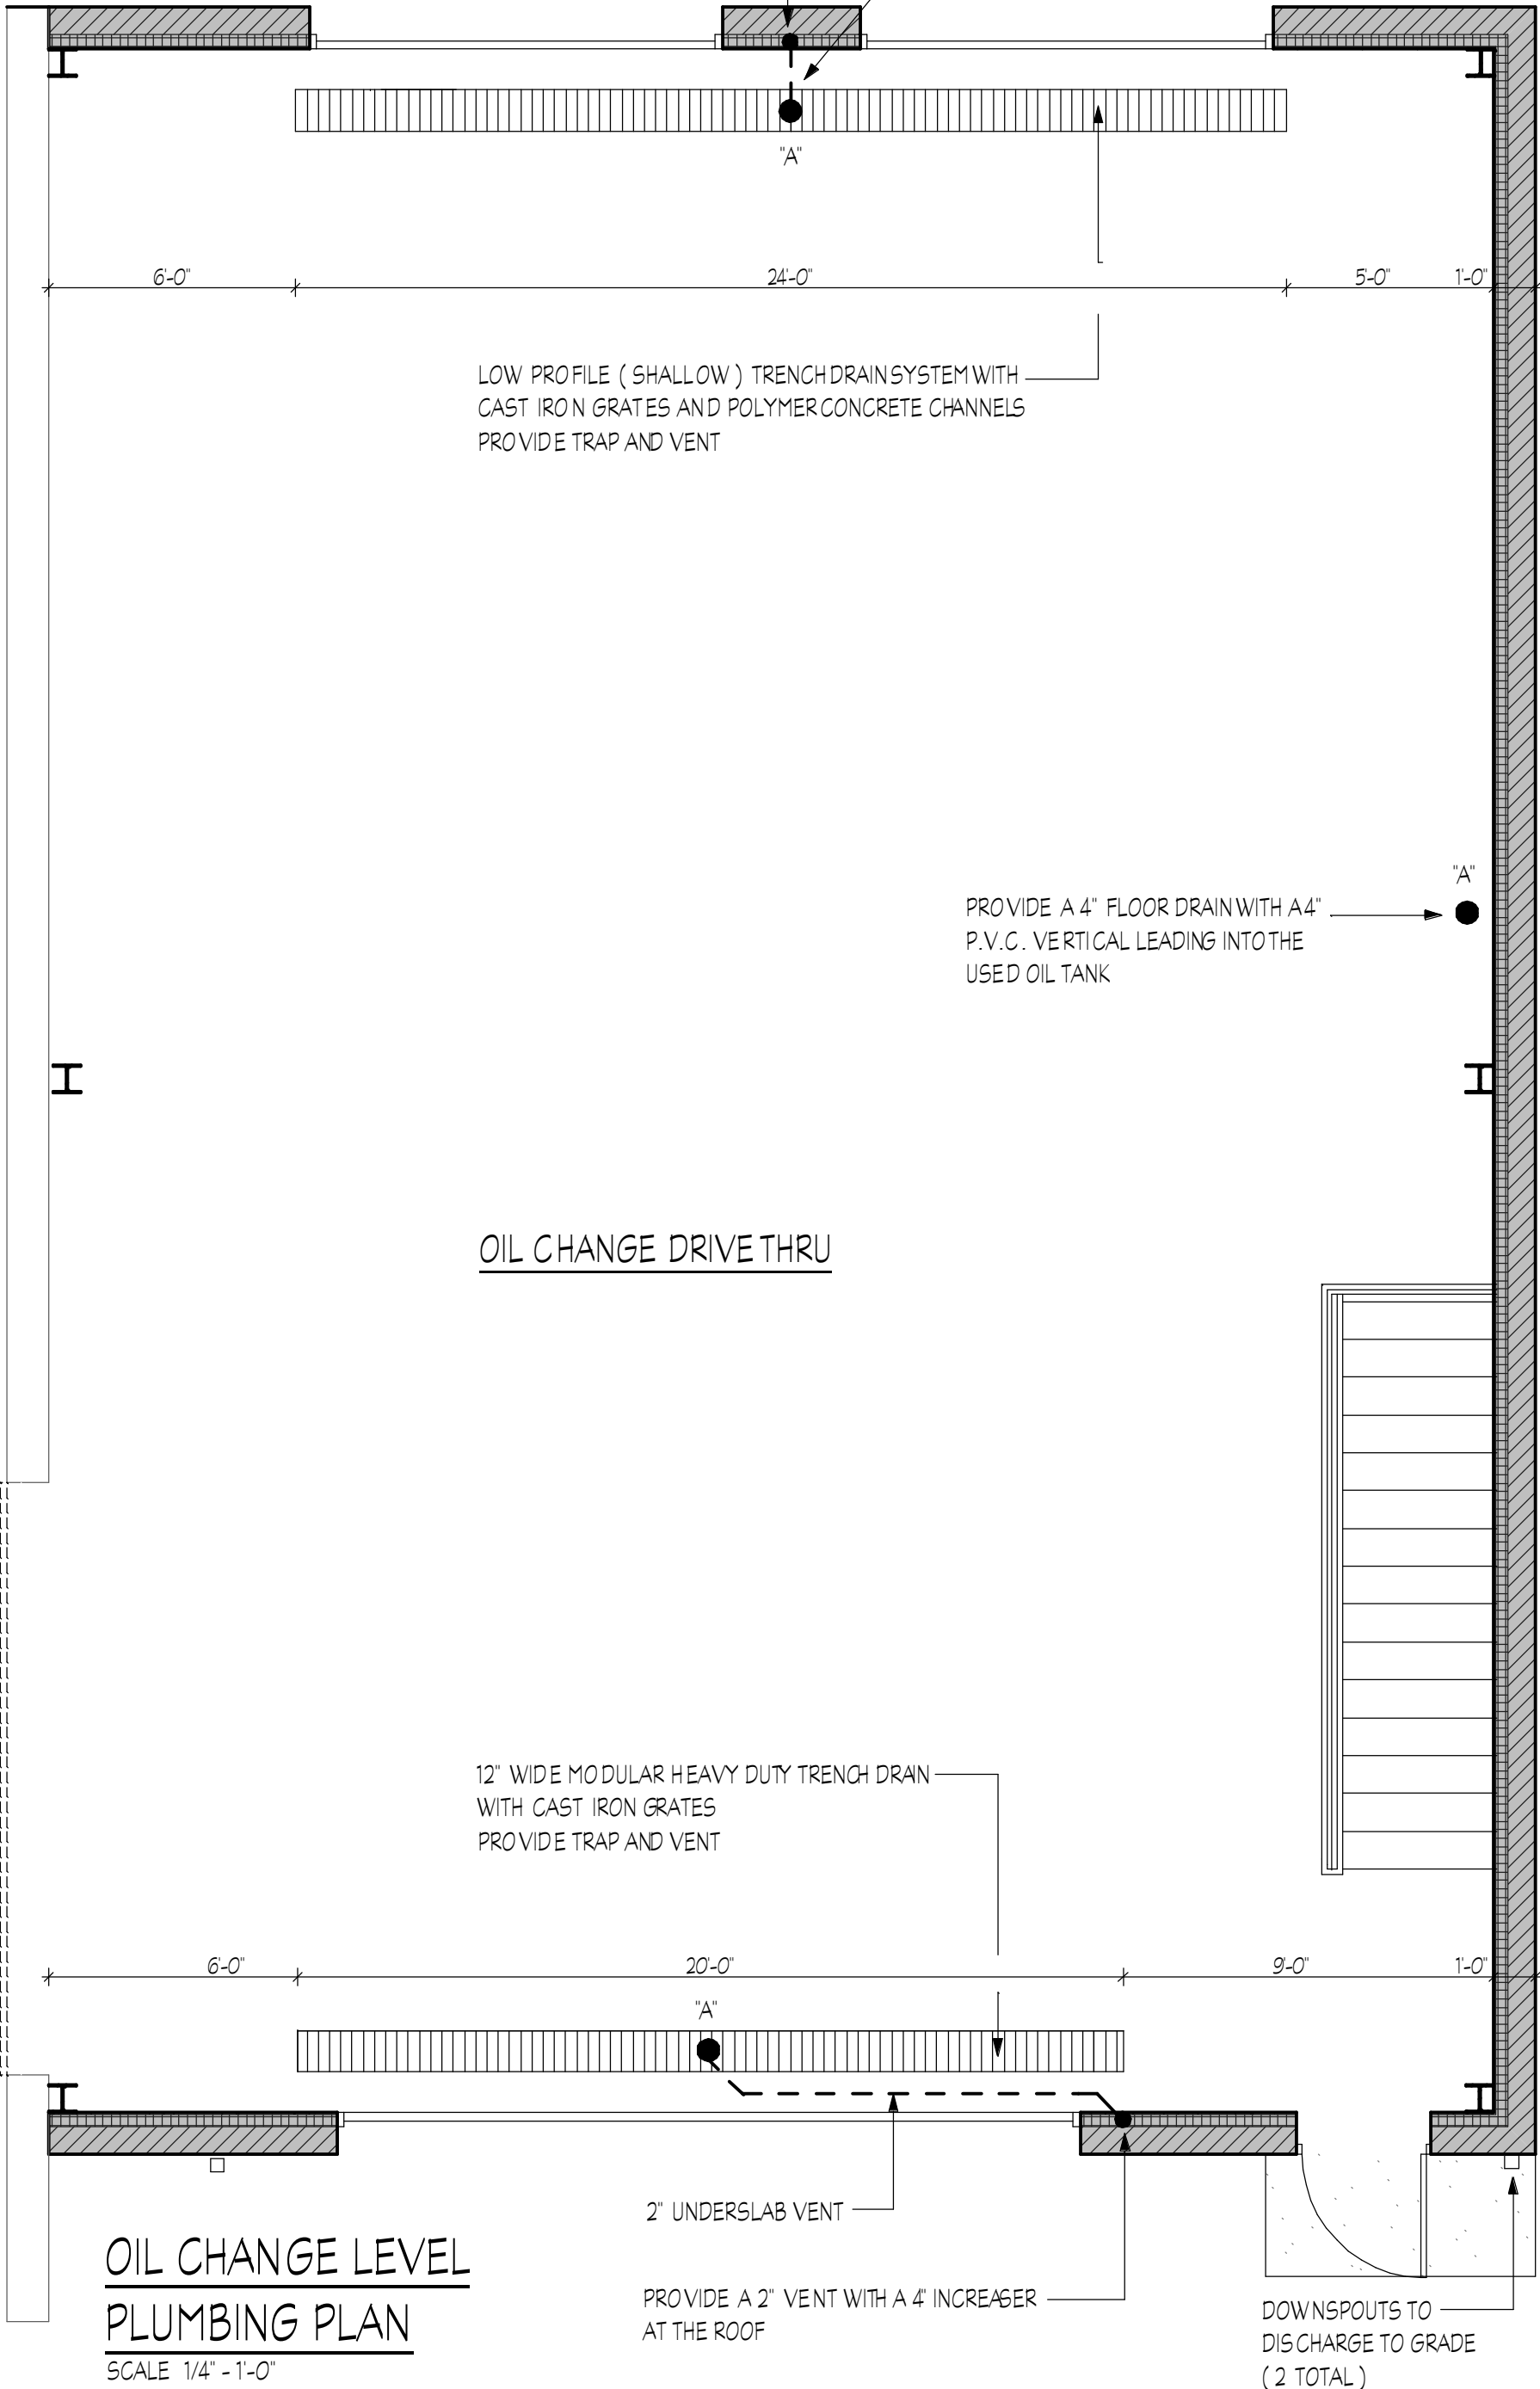 "A"
6'-0" 24'-0" 5'-0" 1'-0"
LOW PROFILE ( SHALLOW ) TRENCH DRAIN SYSTEM WITH
CAST IRON GRATES AND POLYMER CONCRETE CHANNELS
PROVIDE TRAP AND VENT
"A"
PROVIDE A 4" FLOOR DRAIN WITH A 4"
P.V.C. VERTICAL LEADING INTO THE
USED OIL TANK
OIL CHANGE DRIVE THRU
12" WIDE MODULAR HEAVY DUTY TRENCH DRAIN
WITH CAST IRON GRATES
PROVIDE TRAP AND VENT
6'-0" 20'-0" 9'-0" 1'-0"
"A"
2" UNDERSLAB VENT
PROVIDE A 2" VENT WITH A 4" INCREASER
AT THE ROOF
DOWNSPOUTS TO
DISCHARGE TO GRADE
( 2 TOTAL )
OIL CHANGE LEVEL
PLUMBING PLAN
SCALE 1/4" - 1'-0"